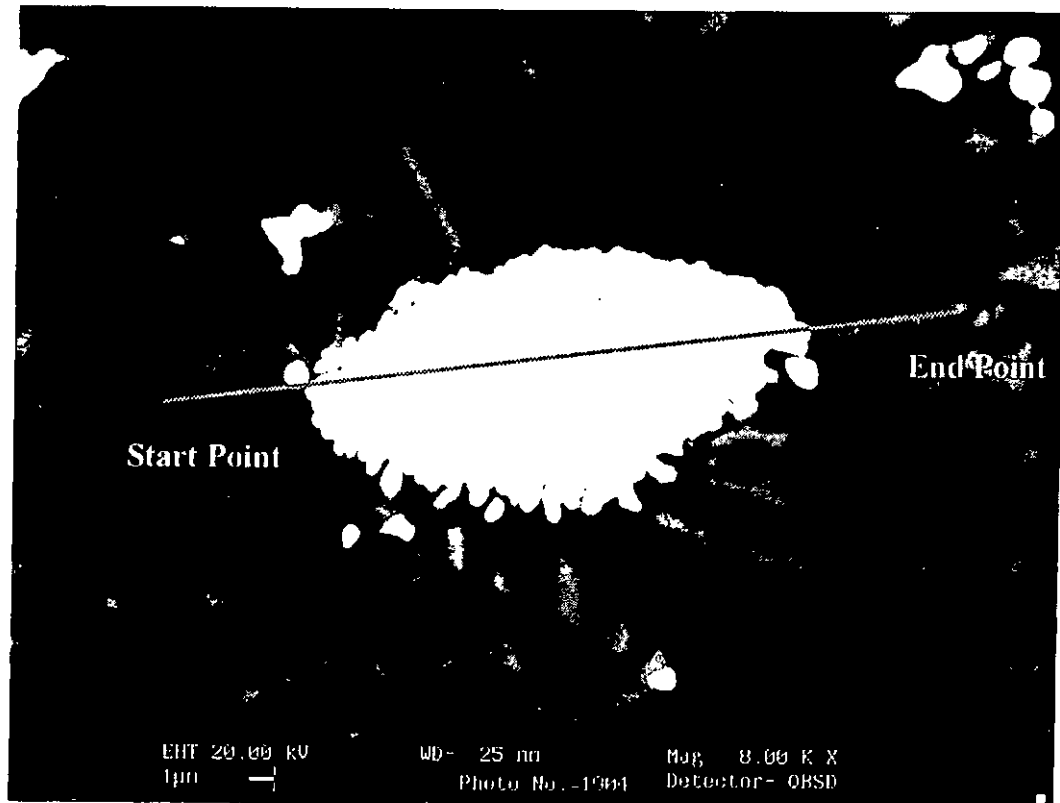 End Point
Start Point
EHT 20.00 kV WD- 25 mm Mag 8.00 K X
1µm Photo No.-1904 Detector- QBSD